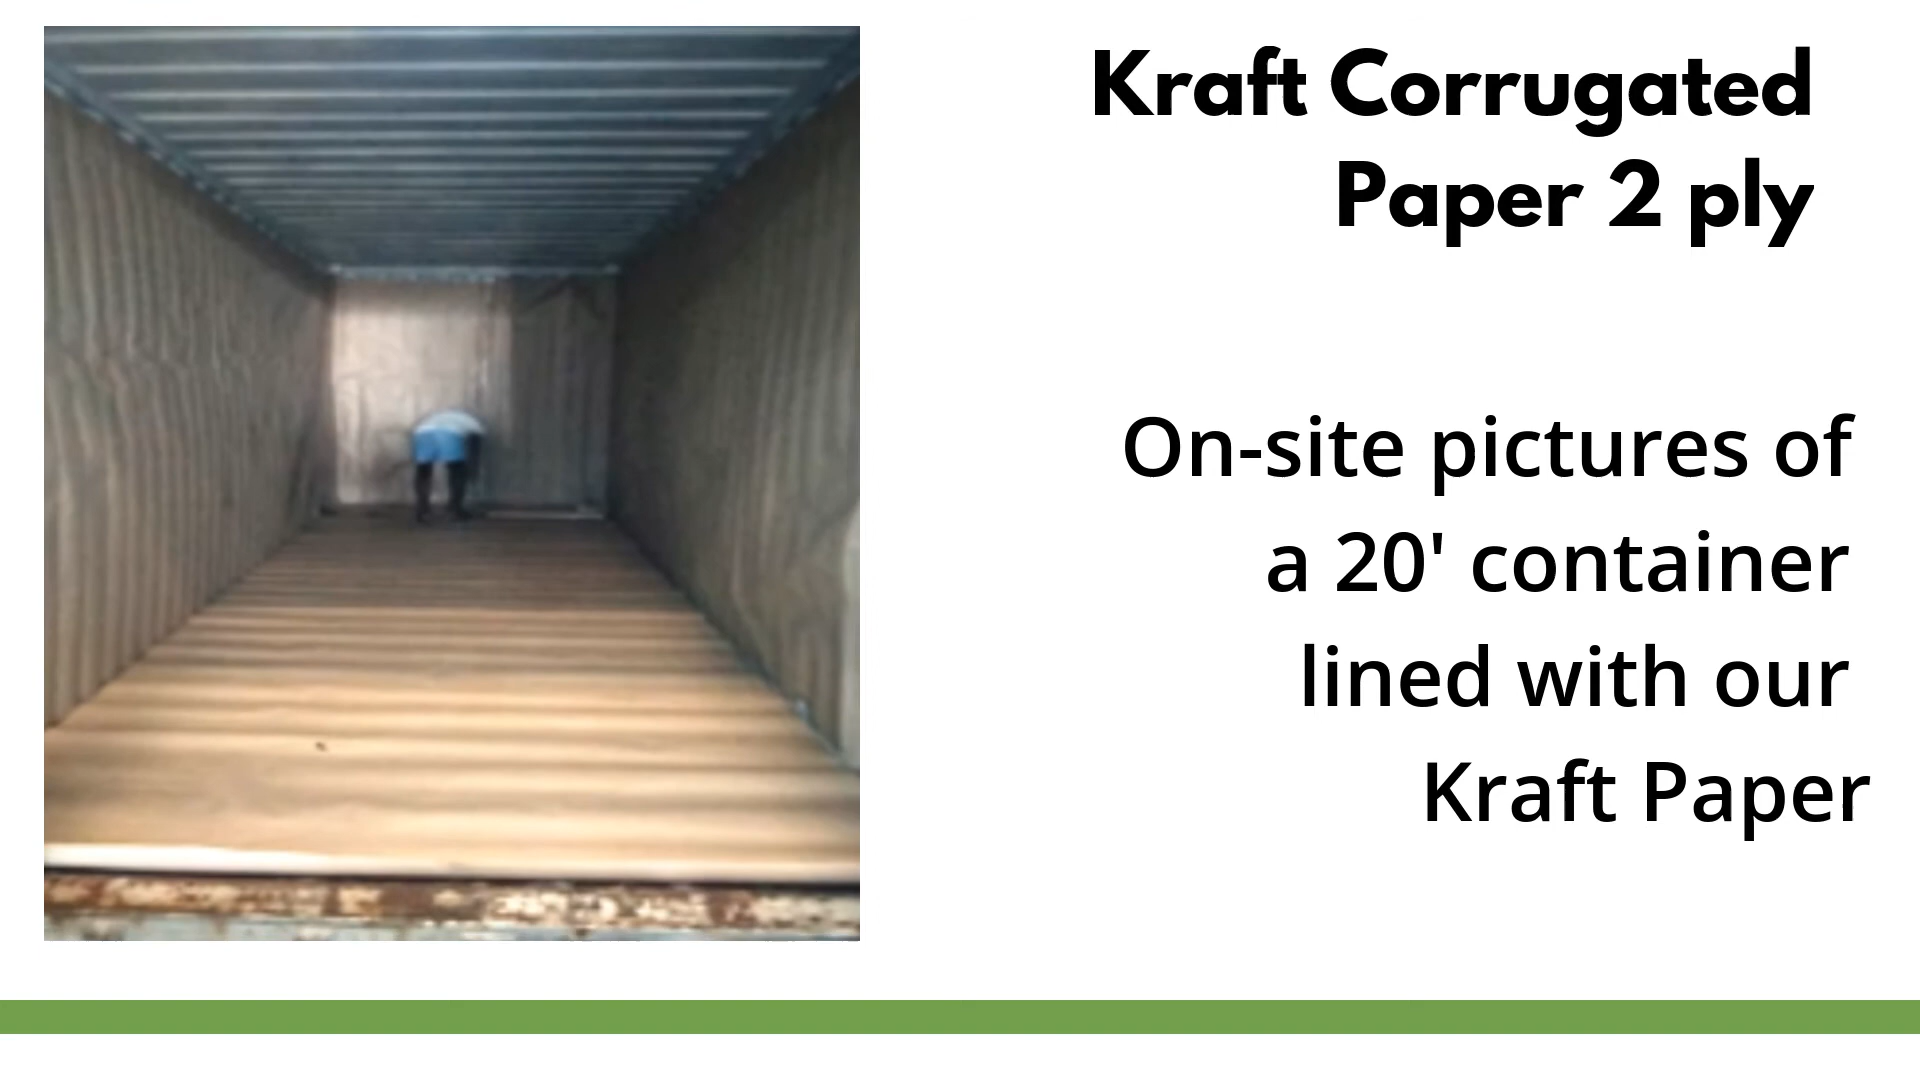 Kraft Corrugated
Paper 2 ply
On-site pictures of
a 20' container
lined with our
Kraft Paper